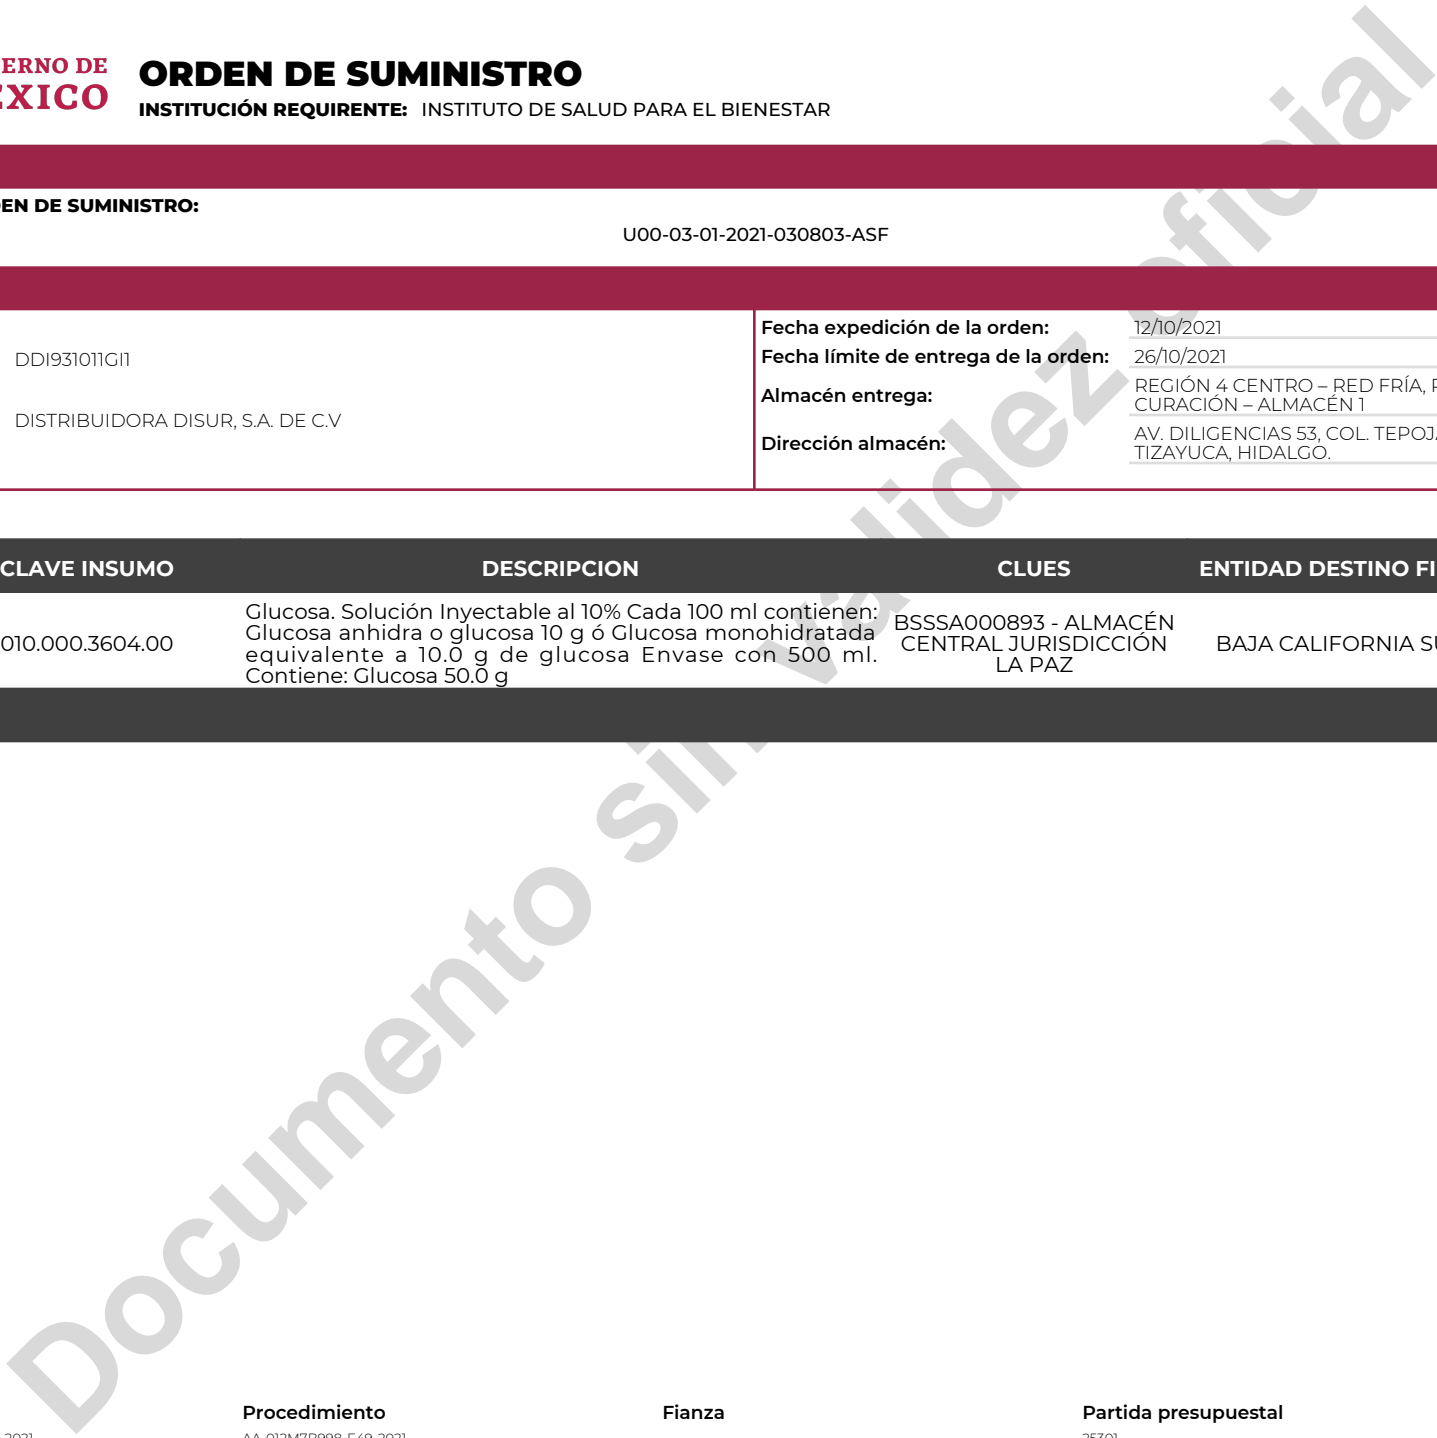 ERNO DE
EXICO
ORDEN DE SUMINISTRO
INSTITUCIÓN REQUIRENTE: INSTITUTO DE SALUD PARA EL BIENESTAR
EN DE SUMINISTRO:
U00-03-01-2021-030803-ASF
DDI931011GI1
DISTRIBUIDORA DISUR, S.A. DE C.V
Fecha expedición de la orden: 12/10/2021
Fecha límite de entrega de la orden: 26/10/2021
Almacén entrega: REGIÓN 4 CENTRO – RED FRÍA,
CURACIÓN – ALMACÉN 1
Dirección almacén: AV. DILIGENCIAS 53, COL. TEPOJA
TIZAYUCA, HIDALGO.
CLAVE INSUMO DESCRIPCION CLUES ENTIDAD DESTINO FI
010.000.3604.00
Glucosa. Solución Inyectable al 10% Cada 100 ml contienen:
Glucosa anhidra o glucosa 10 g ó Glucosa monohidratada
equivalente a 10.0 g de glucosa Envase con 500 ml.
Contiene: Glucosa 50.0 g
BSSSA000893 - ALMACÉN
CENTRAL JURISDICCIÓN
LA PAZ
BAJA CALIFORNIA SU
Documento sin validez oficial
Procedimiento Fianza Partida presupuestal